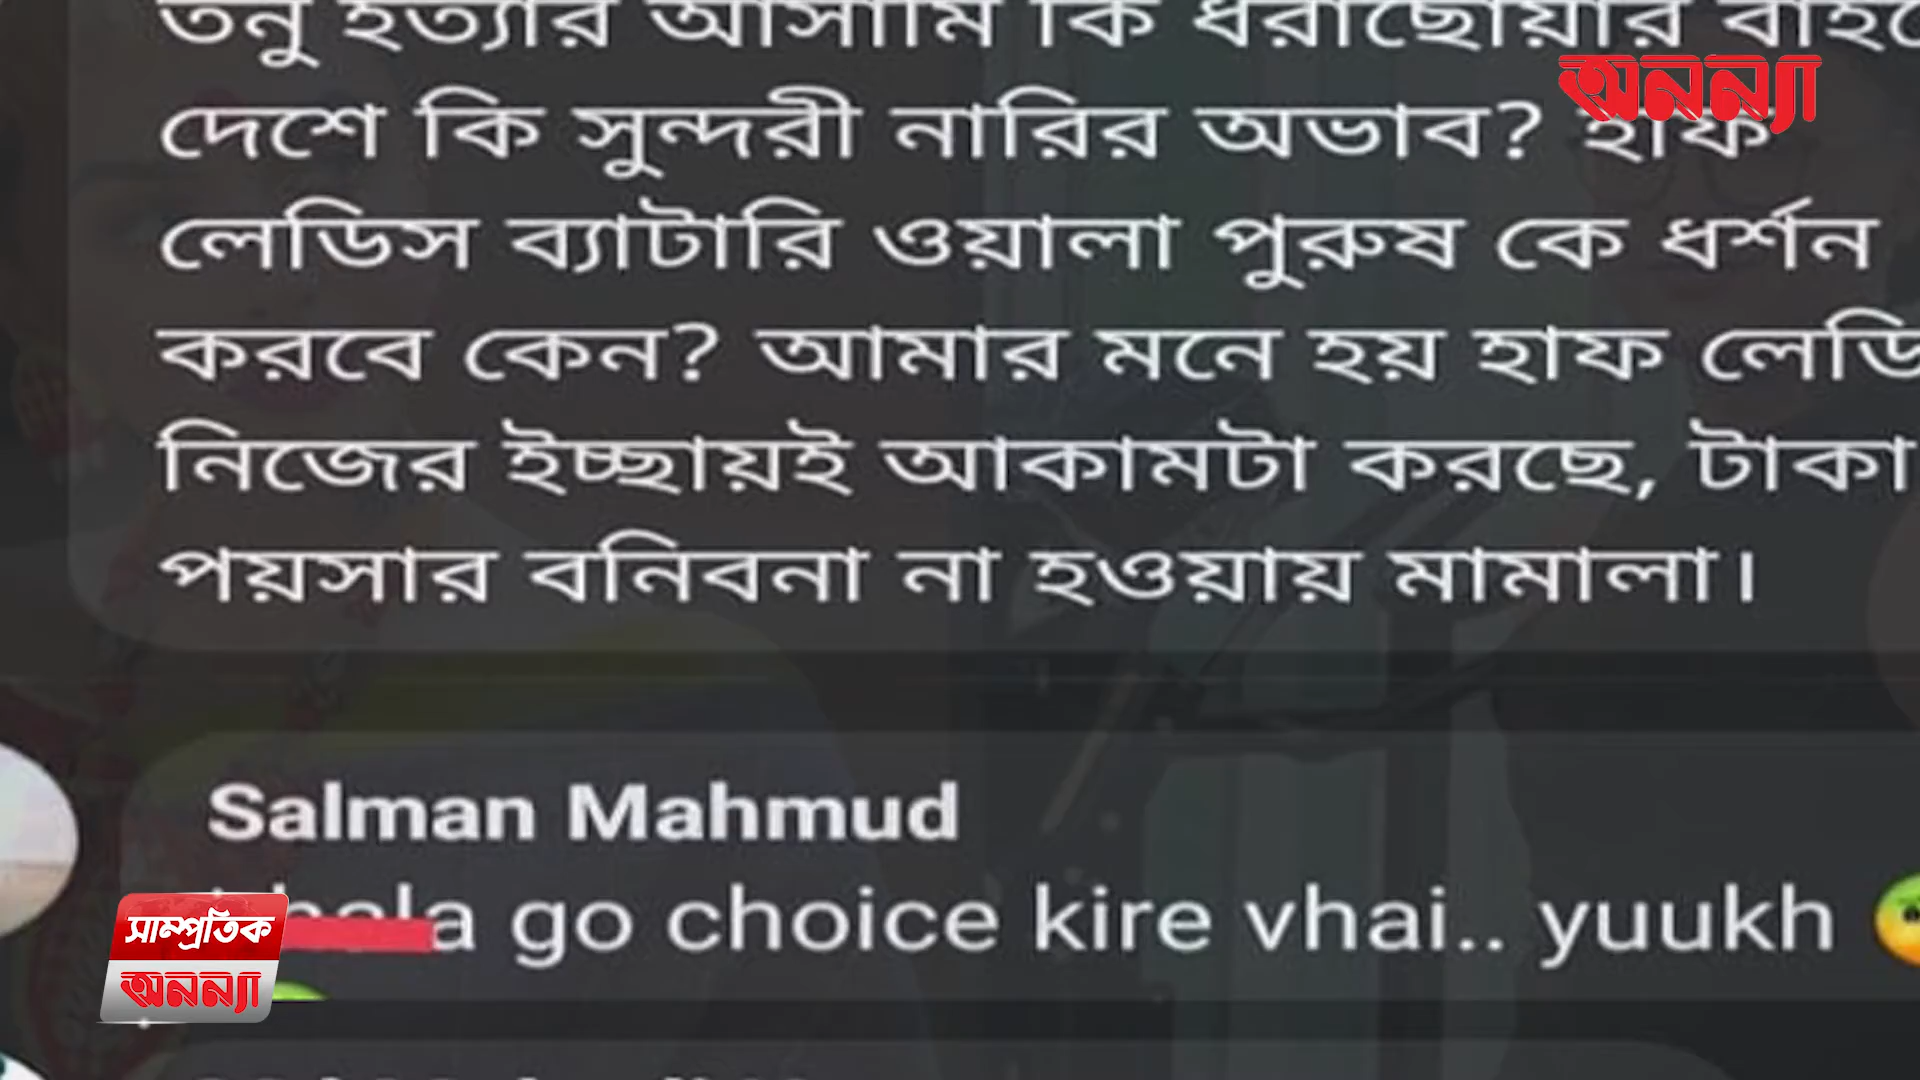 তনু হত্যার আসামি কি ধরাছোয়ার
অনন্যা
দেশে কি সুন্দরী নারির অভাব? হাফ
লেডিস ব্যাটারি ওয়ালা পুরুষ কে ধর্শন
করবে কেন? আমার মনে হয় হাফ
নিজের ইচ্ছায়ই আকামটা করছে, টাকা
পয়সার বনিবনা না হওয়ায় মামালা।
Salman Mahmud
go choice kire vhai.. yuukh
সাম্প্রতিক
অনন্যা